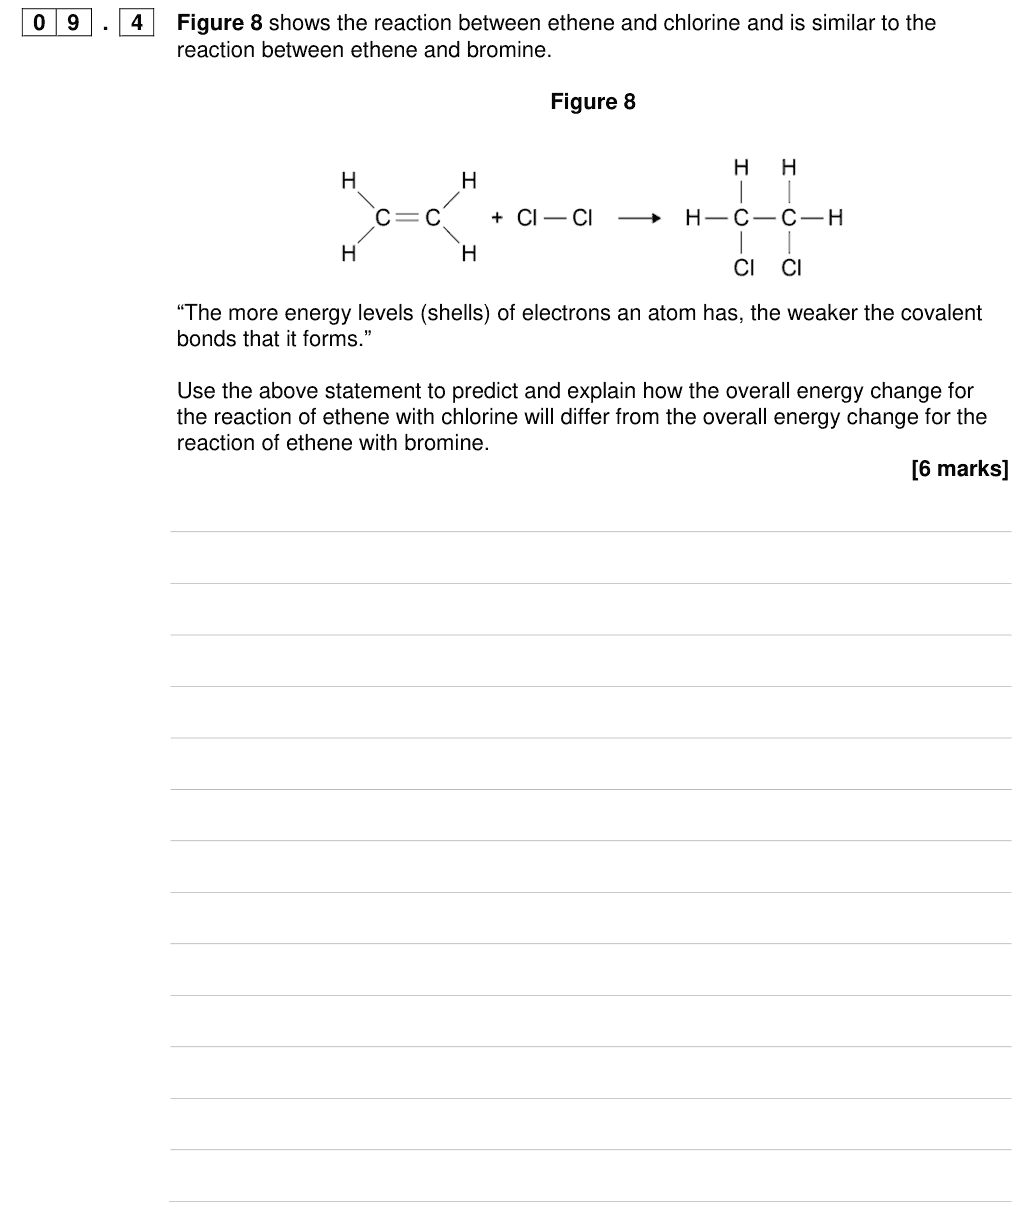 0 9 . 4 Figure 8 shows the reaction between ethene and chlorine and is similar to the
reaction between ethene and bromine.
Figure 8
H H
H H
C C + Cl Cl H C C H
H H
Cl Cl
“The more energy levels (shells) of electrons an atom has, the weaker the covalent
bonds that it forms.”
Use the above statement to predict and explain how the overall energy change for
the reaction of ethene with chlorine will differ from the overall energy change for the
reaction of ethene with bromine.
[6 marks]